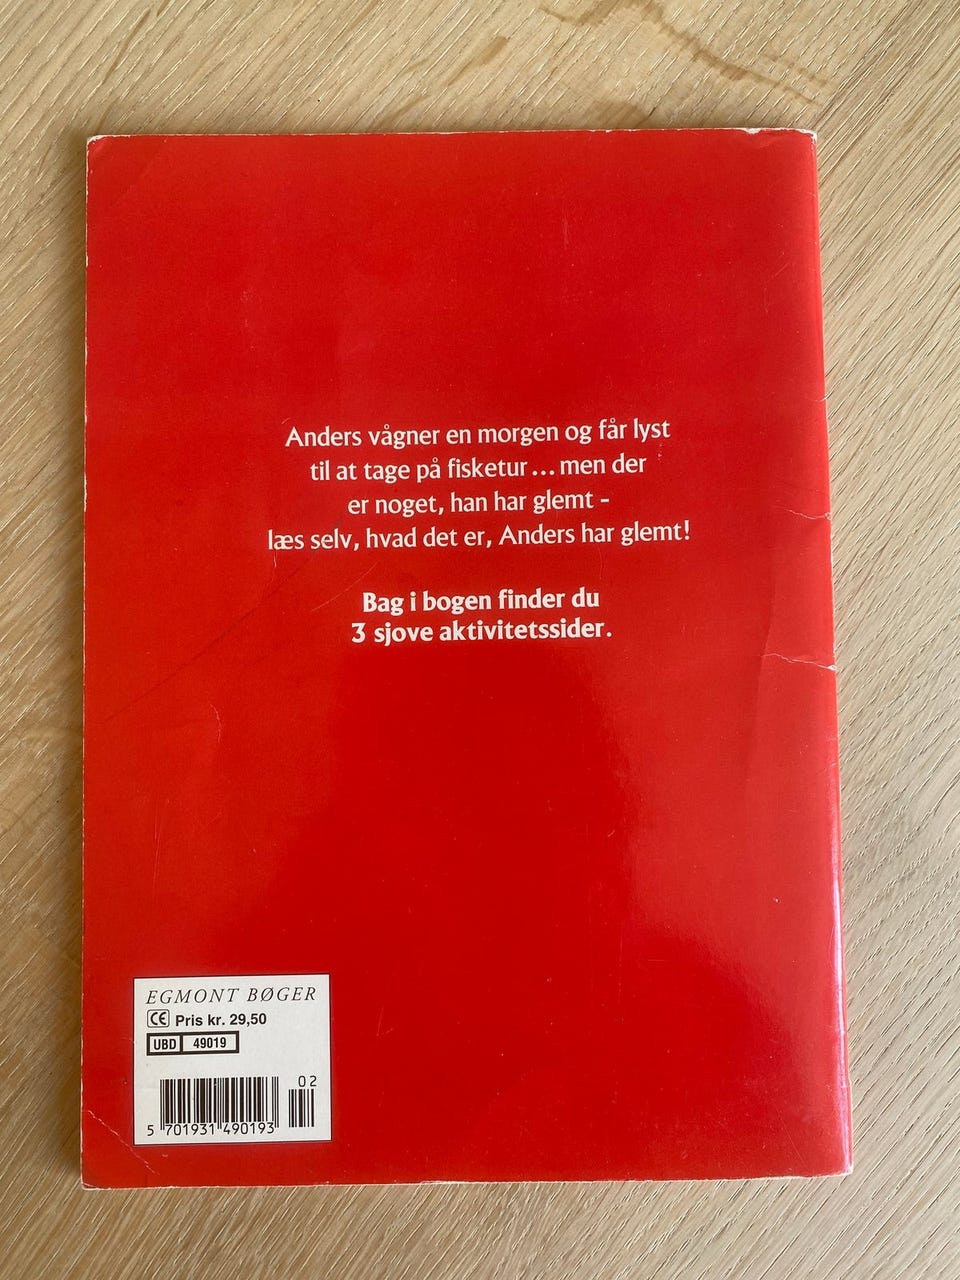 Anders vågner en morgen og får lyst
til at tage på fisketur...men der
er noget, han har glemt -
læs selv, hvad det er, Anders har glemt!
Bag i bogen finder du
3 sjove aktivitetssider.
EGMONT BØGER
CE Pris kr. 29,50
UBD 49019
02
5 701931 490193